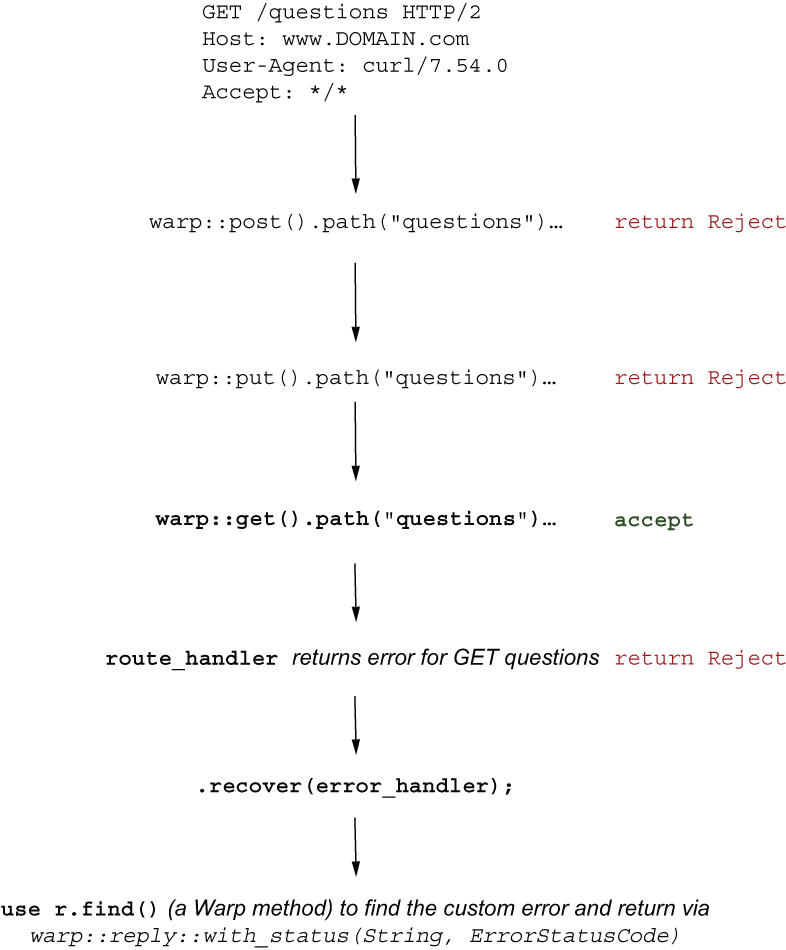 GET /questions HTTP/2
Host: www.DOMAIN.com
User-Agent: curl/7.54.0
Accept: */*
warp::post().path("questions")… return Reject
warp::put().path("questions")… return Reject
warp::get().path("questions")… accept
route_handler returns error for GET questions return Reject
.recover(error_handler);
use r.find() (a Warp method) to find the custom error and return via
warp::reply::with_status(String, ErrorStatusCode)